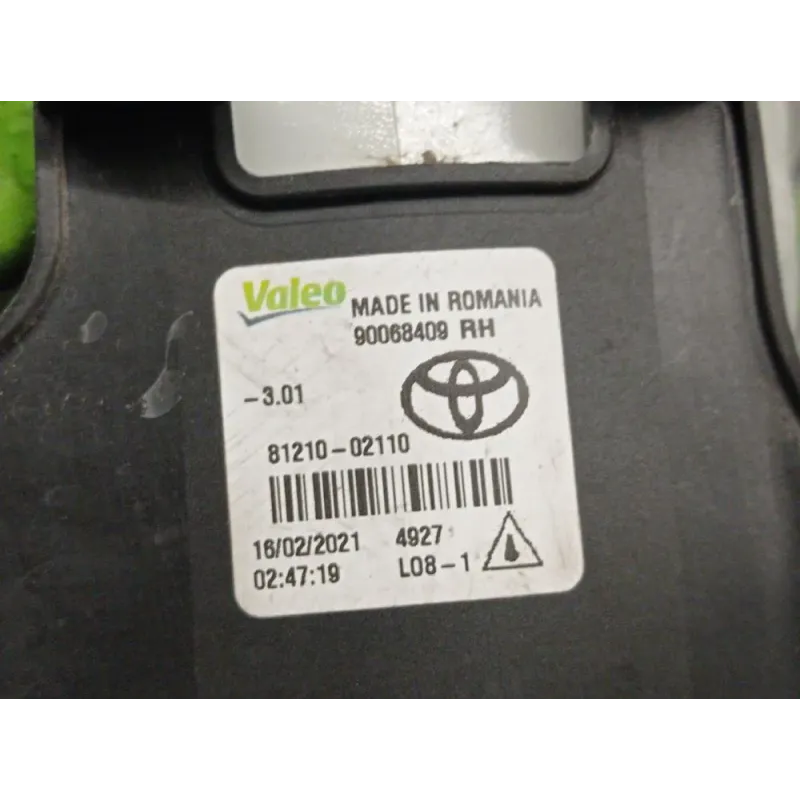 Valeo MADE IN ROMANIA
90068409 RH
-3.01
81210-02110
16/02/2021 4927
02:47:19 L08-1